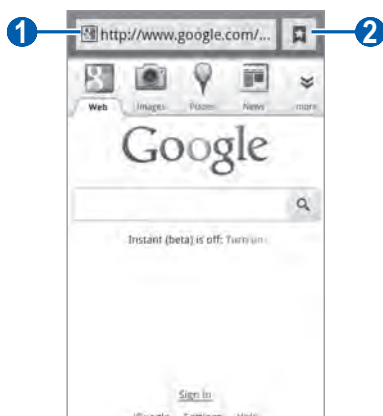 1 http://www.google.com/... 2
Web Images Places News more
Google
Instant (beta) is off: Turn on
Sign in
iGoogle Settings Help